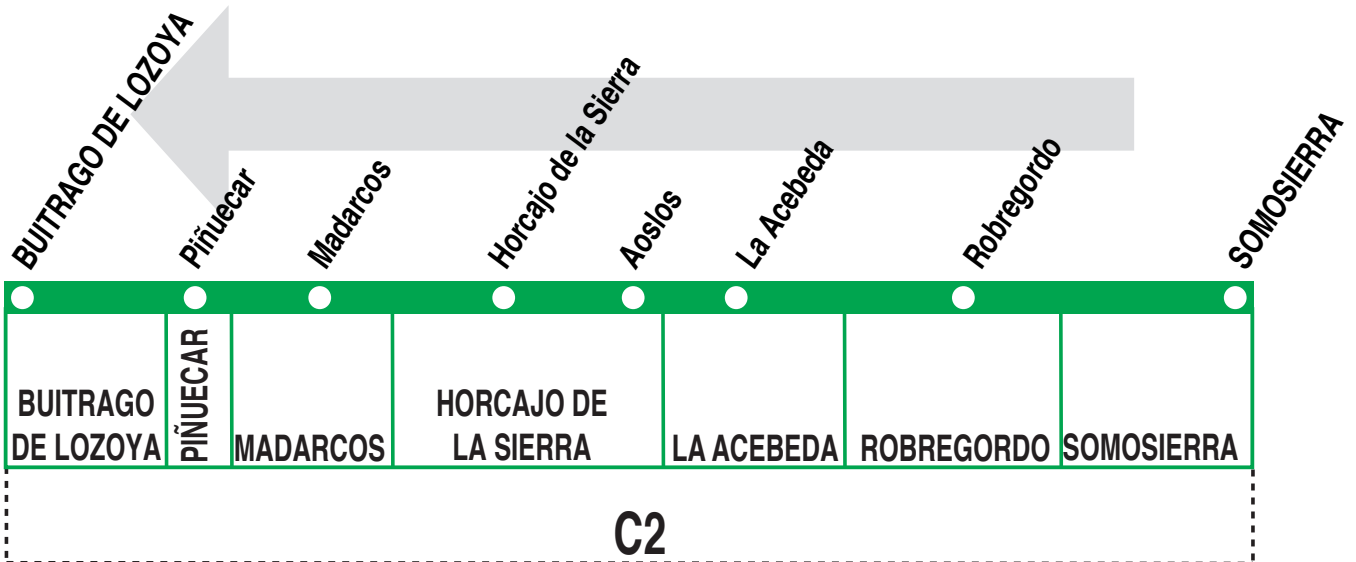 BUITRAGO DE LOZOYA
Piñuecar
Madarcos
Horcajo de la Sierra
Aoslos
La Acebeda
Robregordo
SOMOSIERRA
BUITRAGO
DE LOZOYA
PIÑUECAR
MADARCOS
HORCAJO DE
LA SIERRA
LA ACEBEDA
ROBREGORDO
SOMOSIERRA
C2